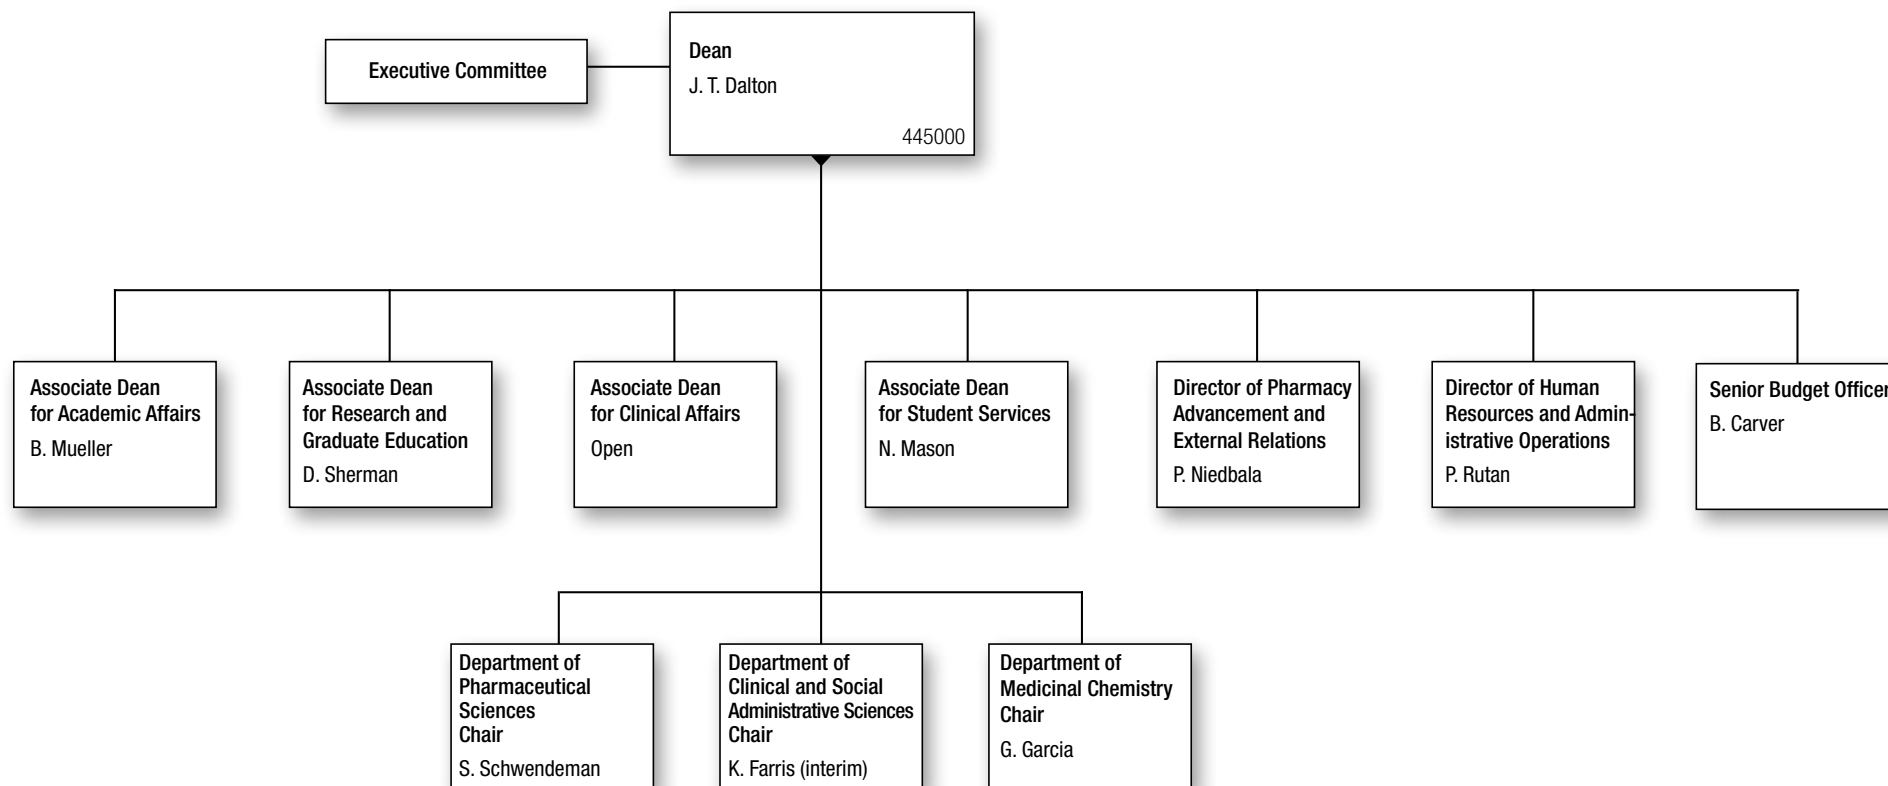 Executive Committee
Dean
J. T. Dalton
445000
Associate Dean
for Academic Affairs
B. Mueller
Associate Dean
for Research and
Graduate Education
D. Sherman
Associate Dean
for Clinical Affairs
Open
Associate Dean
for Student Services
N. Mason
Director of Pharmacy
Advancement and
External Relations
P. Niedbala
Director of Human
Resources and Admin-
istrative Operations
P. Rutan
Senior Budget Officer
B. Carver
Department of
Pharmaceutical
Sciences
Chair
S. Schwendeman
Department of
Clinical and Social
Administrative Sciences
Chair
K. Farris (interim)
Department of
Medicinal Chemistry
Chair
G. Garcia